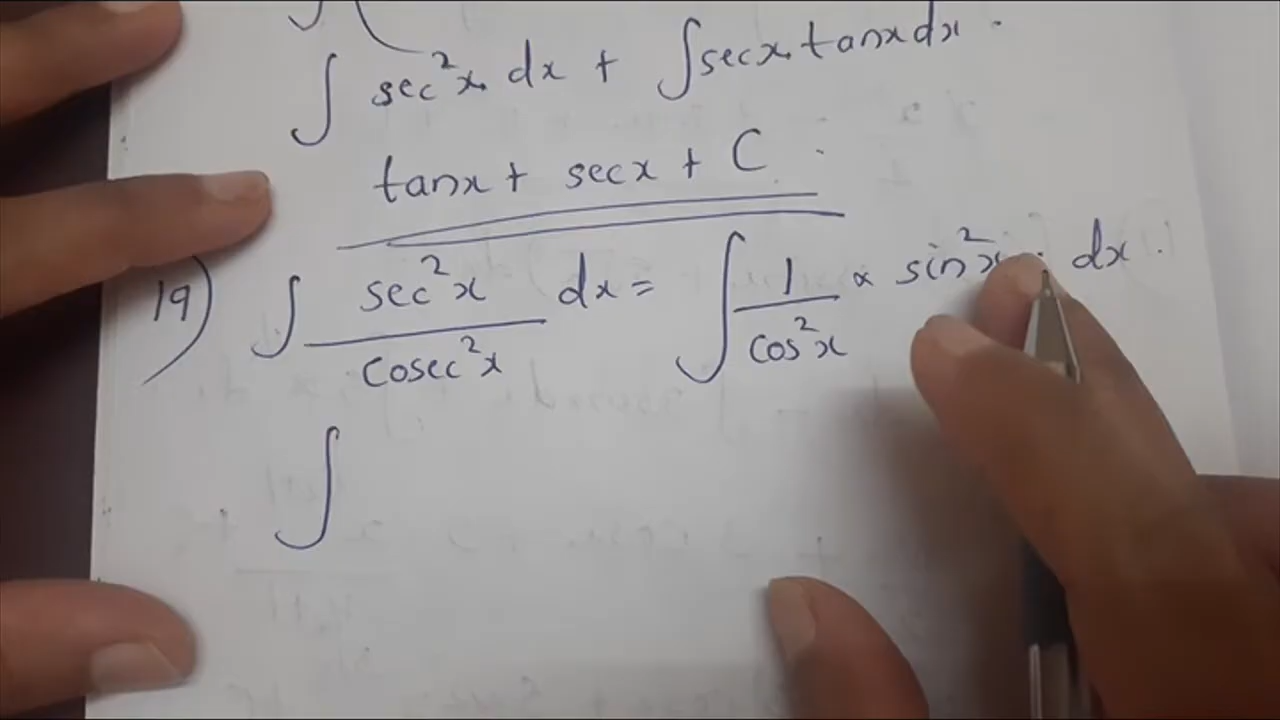 ∫ sec²x dx + ∫ secx tanx dx.
tanx + secx + C.
19) ∫ sec²x / cosec²x dx = ∫ 1 / cos²x × sin²x · dx.
∫